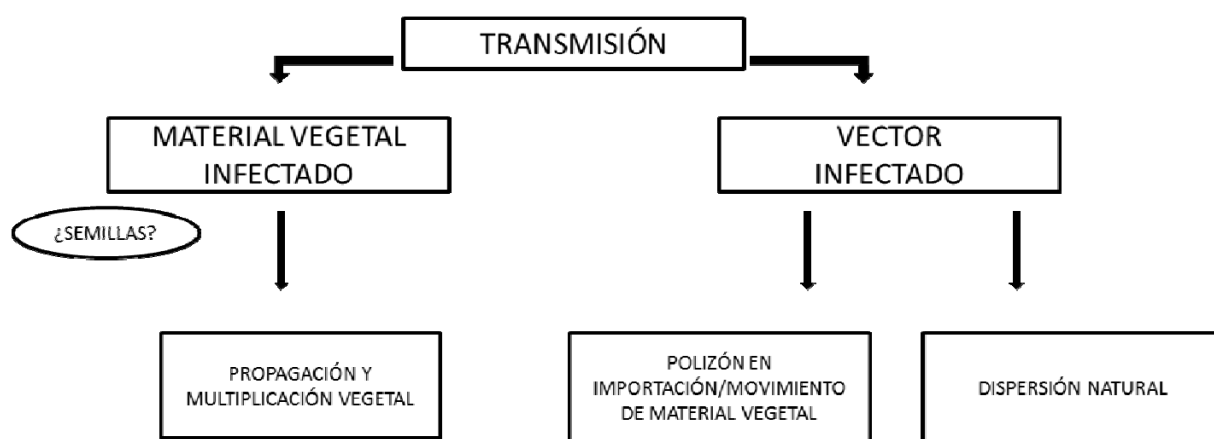 TRANSMISIÓN
MATERIAL VEGETAL
INFECTADO
VECTOR
INFECTADO
¿SEMILLAS?
PROPAGACIÓN Y
MULTIPLICACIÓN VEGETAL
POLIZÓN EN
IMPORTACIÓN/MOVIMIENTO
DE MATERIAL VEGETAL
DISPERSIÓN NATURAL